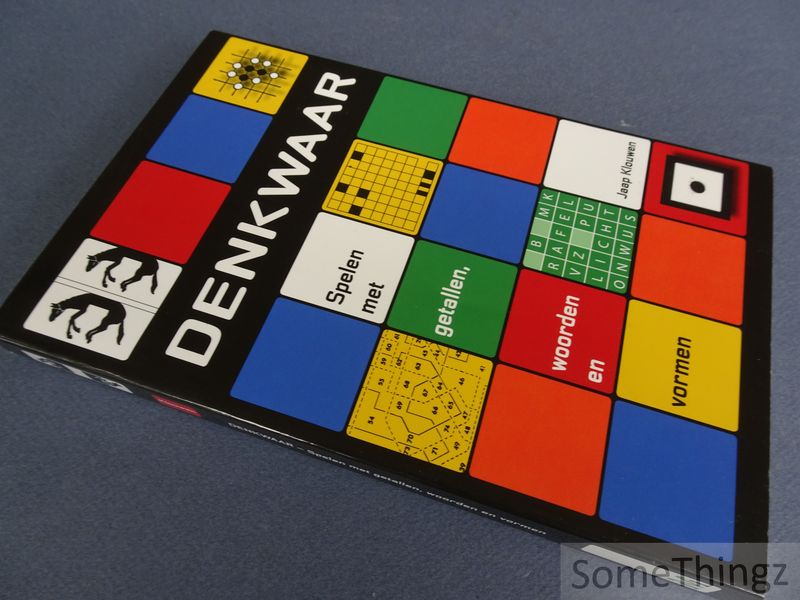 DENKWAAR
Jaap Klouwen
Spelen
met
getallen,
woorden
en
vormen
B M K
R A F E L
V Z P U
L I C H T
O N W U S
DENKWAAR – Spelen met getallen, woorden en vormen
SomeThingz